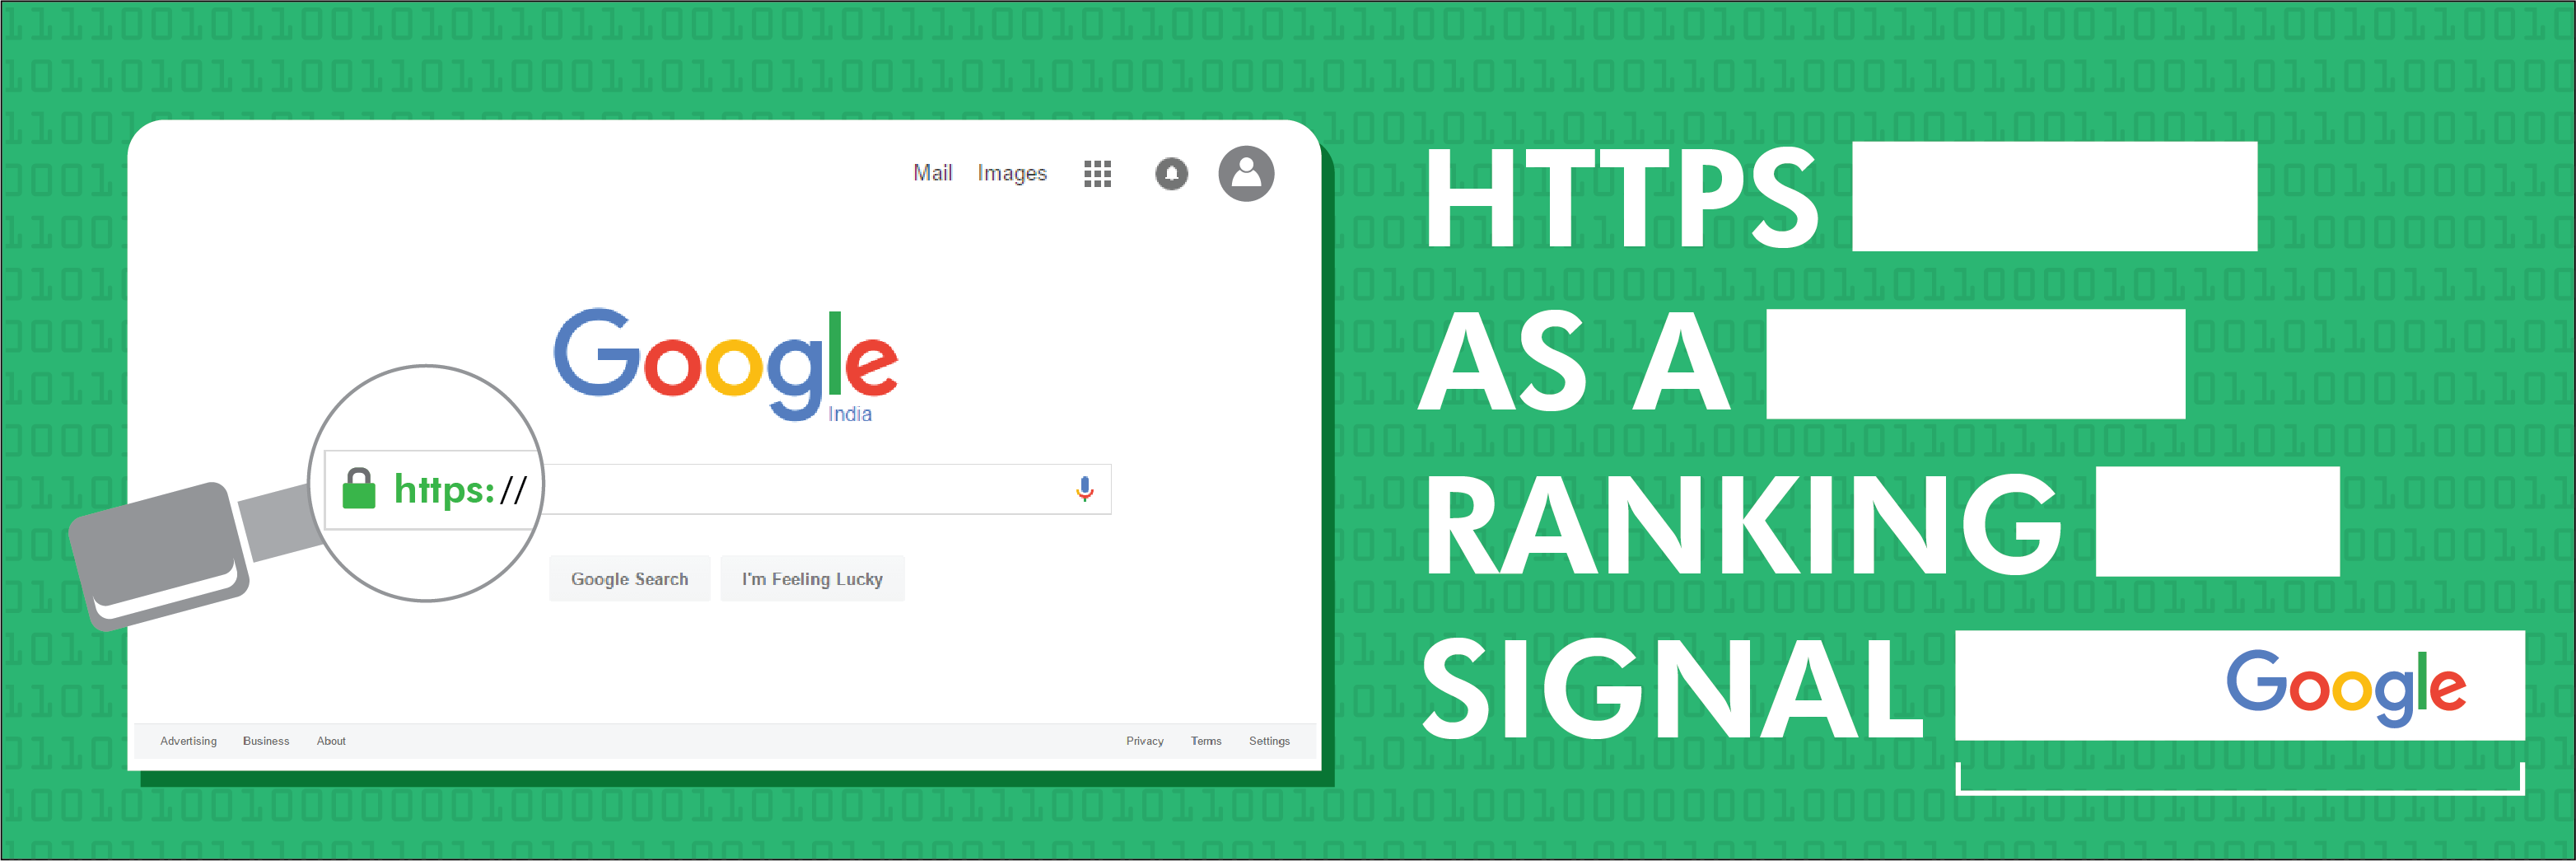 Mail Images
Google
India
https://
Google Search I'm Feeling Lucky
Advertising Business About Privacy Terms Settings
HTTPS
AS A
RANKING
SIGNAL Google